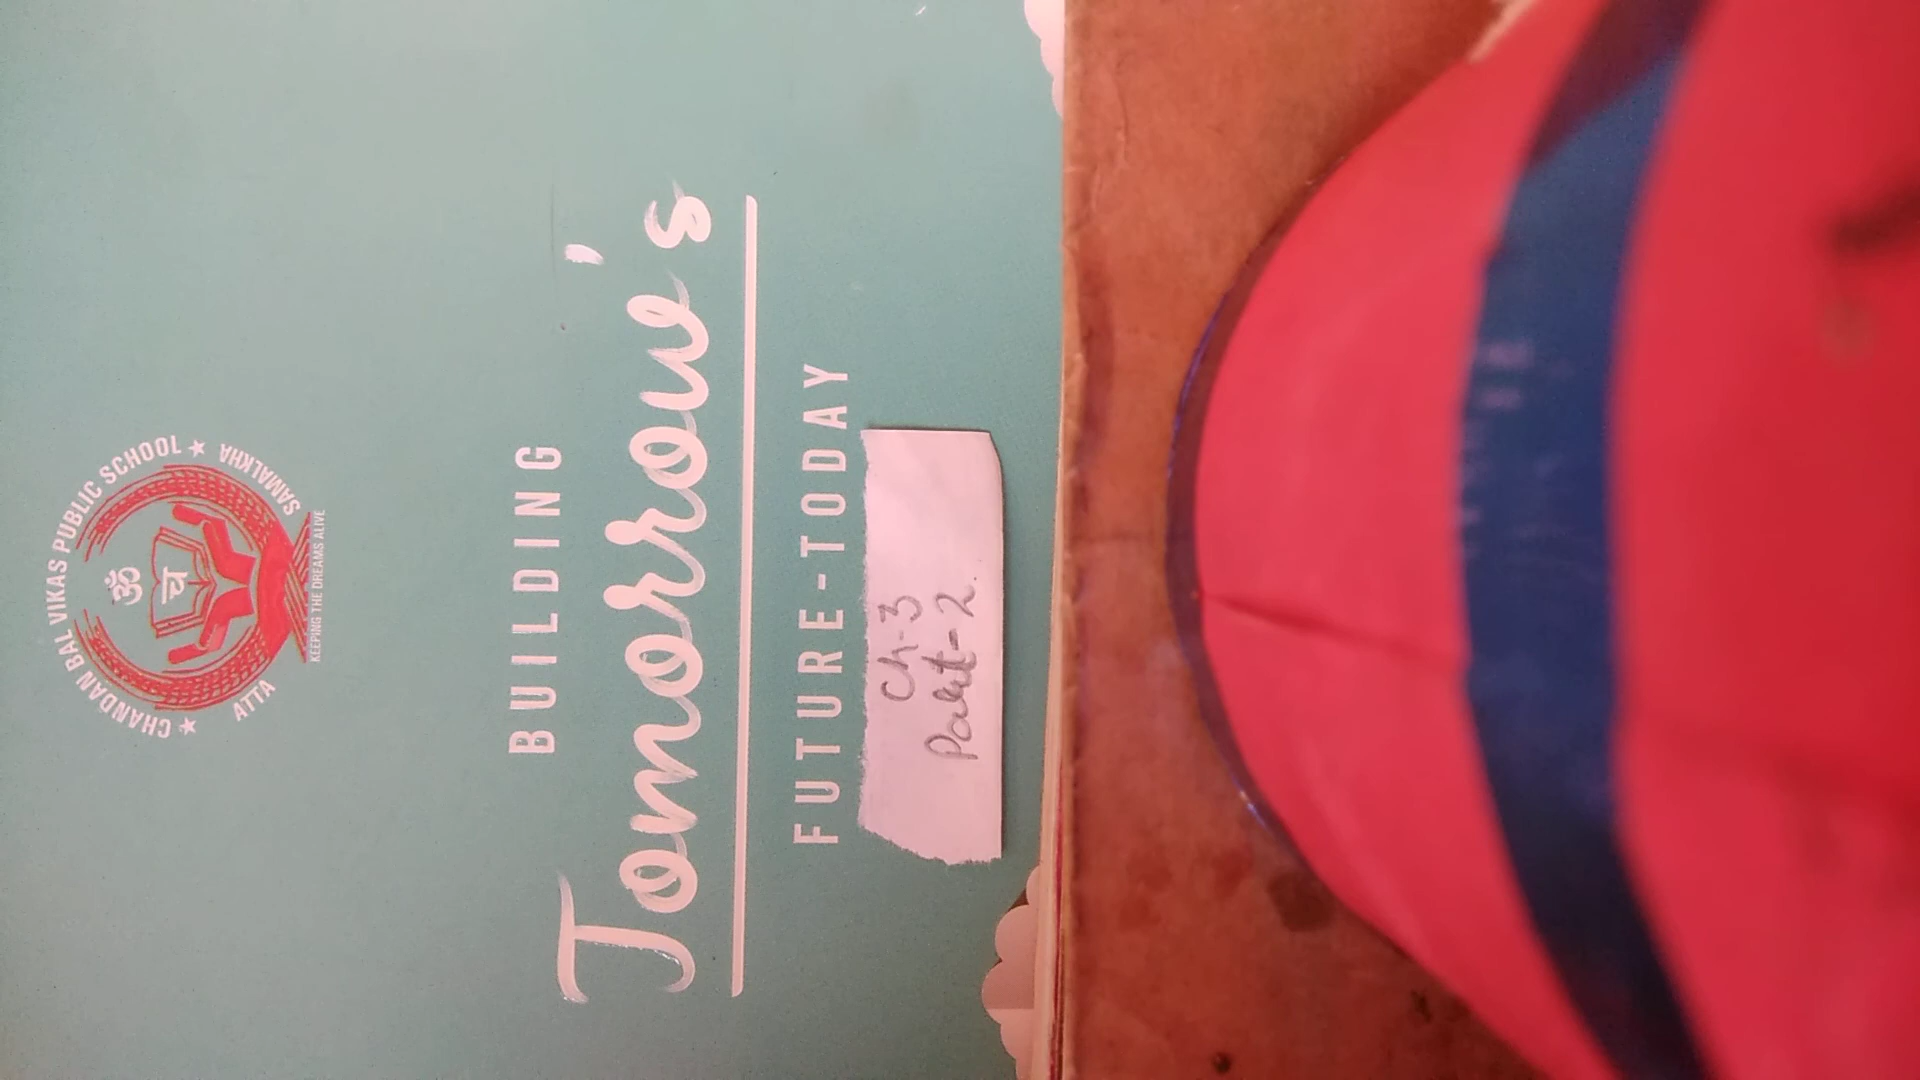 CHANDAN BAL VIKAS PUBLIC SCHOOL
ATTA SAMALKHA
ॐ
च
KEEPING THE DREAMS ALIVE
BUILDING
Tomorrow's
FUTURE-TODAY
Ch-3
Part-2.